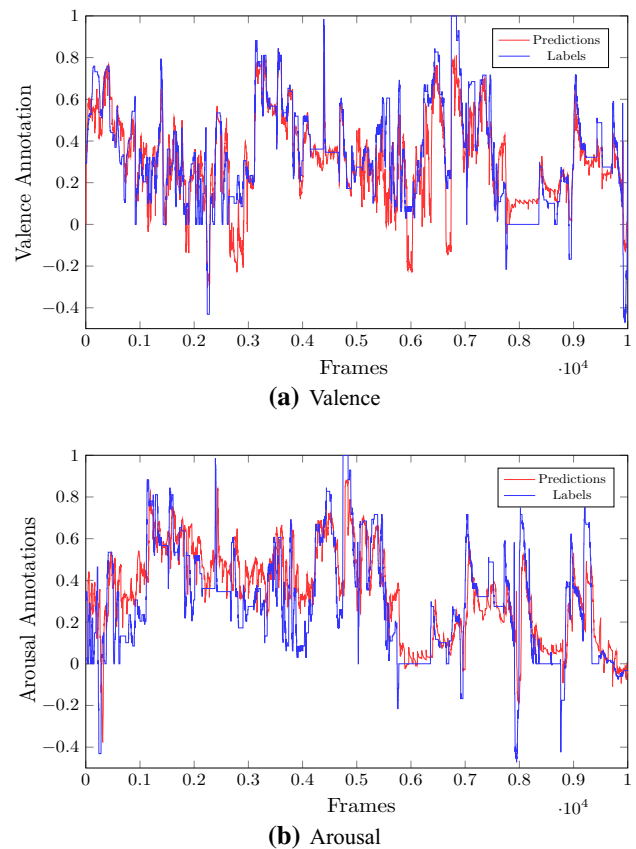 1
0.8
0.6
0.4
0.2
0
−0.2
−0.4
Valence Annotation
Predictions
Labels
0 0.1 0.2 0.3 0.4 0.5 0.6 0.7 0.8 0.9 1
Frames ·10⁴
(a) Valence
1
0.8
0.6
0.4
0.2
0
−0.2
−0.4
Arousal Annotations
Predictions
Labels
0 0.1 0.2 0.3 0.4 0.5 0.6 0.7 0.8 0.9 1
Frames ·10⁴
(b) Arousal